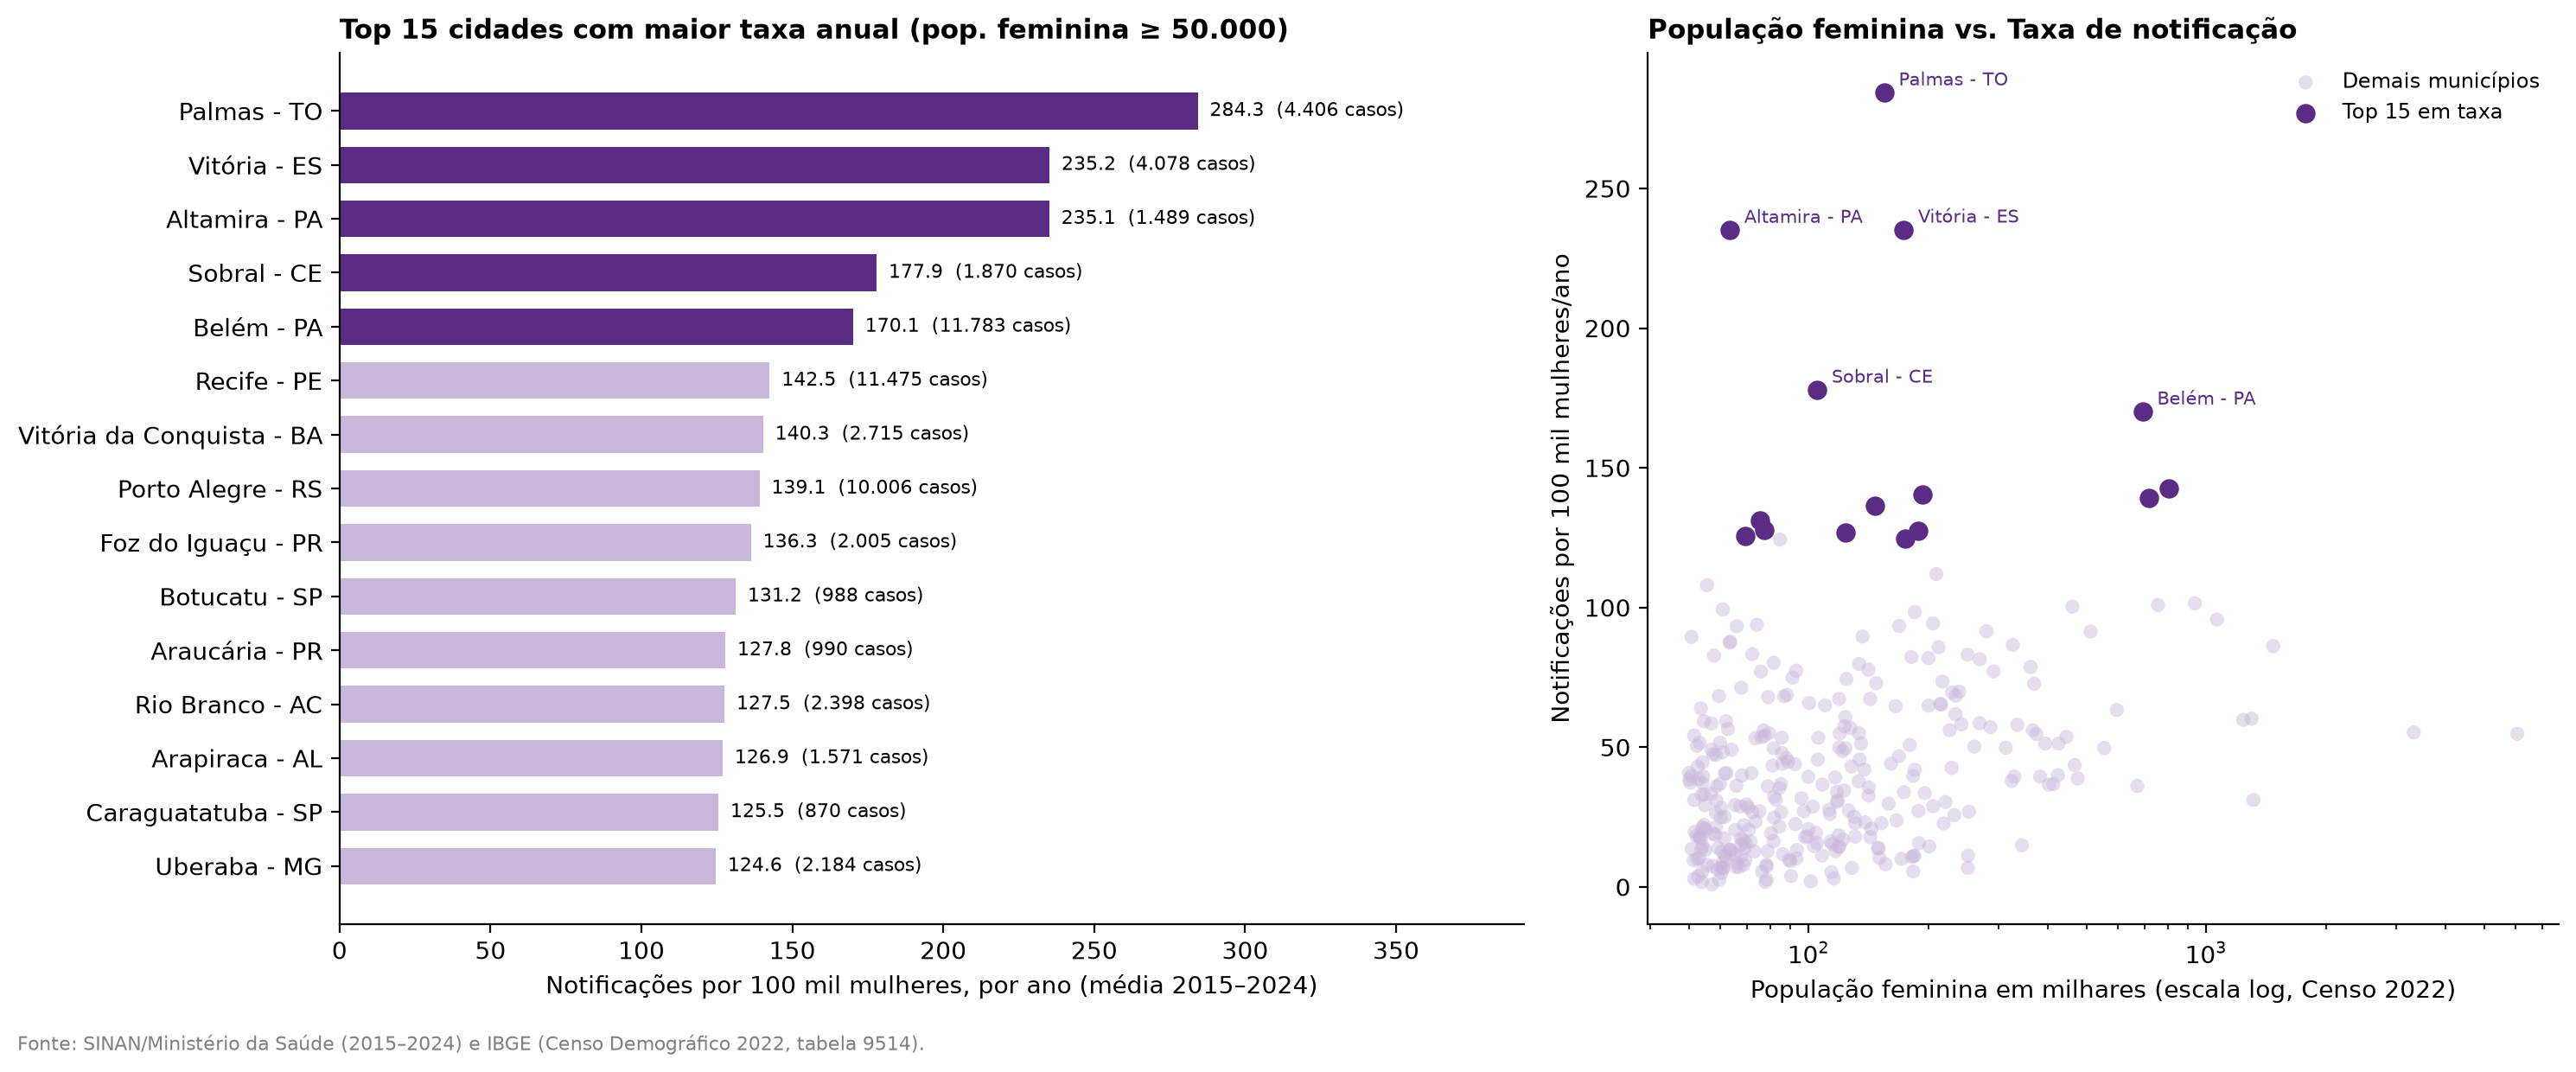 Top 15 cidades com maior taxa anual (pop. feminina ≥ 50.000)
Palmas - TO
284.3 (4.406 casos)
Vitória - ES
235.2 (4.078 casos)
Altamira - PA
235.1 (1.489 casos)
Sobral - CE
177.9 (1.870 casos)
Belém - PA
170.1 (11.783 casos)
Recife - PE
142.5 (11.475 casos)
Vitória da Conquista - BA
140.3 (2.715 casos)
Porto Alegre - RS
139.1 (10.006 casos)
Foz do Iguaçu - PR
136.3 (2.005 casos)
Botucatu - SP
131.2 (988 casos)
Araucária - PR
127.8 (990 casos)
Rio Branco - AC
127.5 (2.398 casos)
Arapiraca - AL
126.9 (1.571 casos)
Caraguatatuba - SP
125.5 (870 casos)
Uberaba - MG
124.6 (2.184 casos)
0 50 100 150 200 250 300 350
Notificações por 100 mil mulheres, por ano (média 2015–2024)
População feminina vs. Taxa de notificação
Demais municípios
Top 15 em taxa
Palmas - TO
Altamira - PA
Vitória - ES
Sobral - CE
Belém - PA
250
200
150
100
50
0
Notificações por 100 mil mulheres/ano
10² 10³
População feminina em milhares (escala log, Censo 2022)
Fonte: SINAN/Ministério da Saúde (2015–2024) e IBGE (Censo Demográfico 2022, tabela 9514).